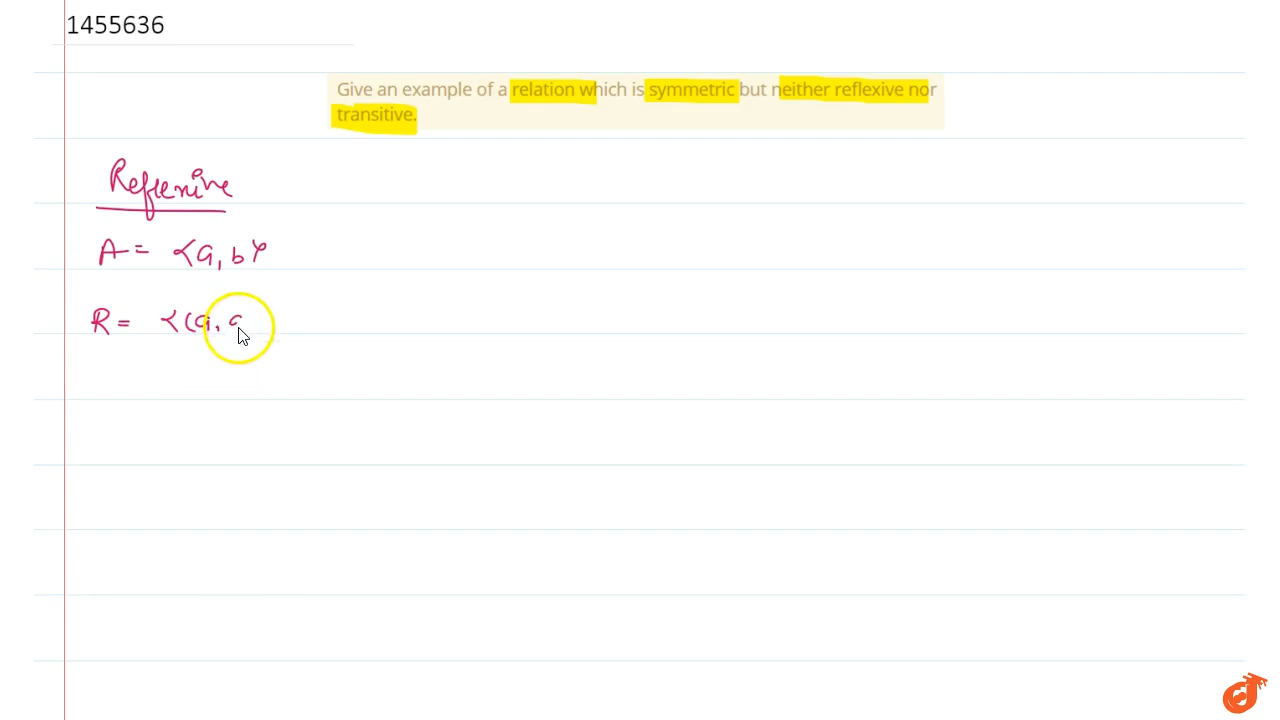 1455636
Give an example of a relation which is symmetric but neither reflexive nor
transitive.
Reflexive
A = {a, b}
R = {(a, a